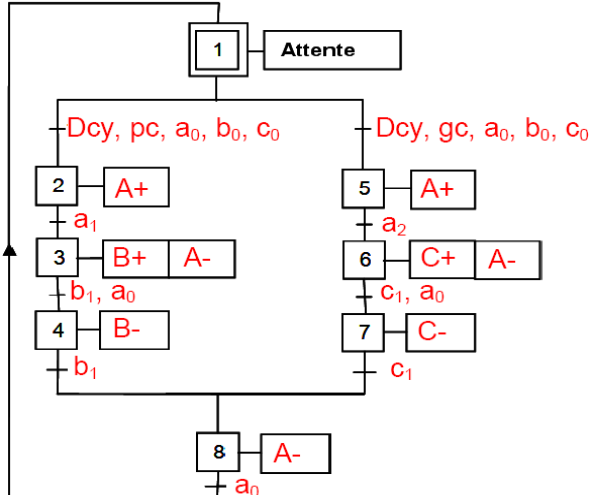 1 Attente
Dcy, pc, a₀, b₀, c₀ Dcy, gc, a₀, b₀, c₀
2 A+ 5 A+
a₁ a₂
3 B+ A- 6 C+ A-
b₁, a₀ c₁, a₀
4 B- 7 C-
b₁ c₁
8 A-
a₀